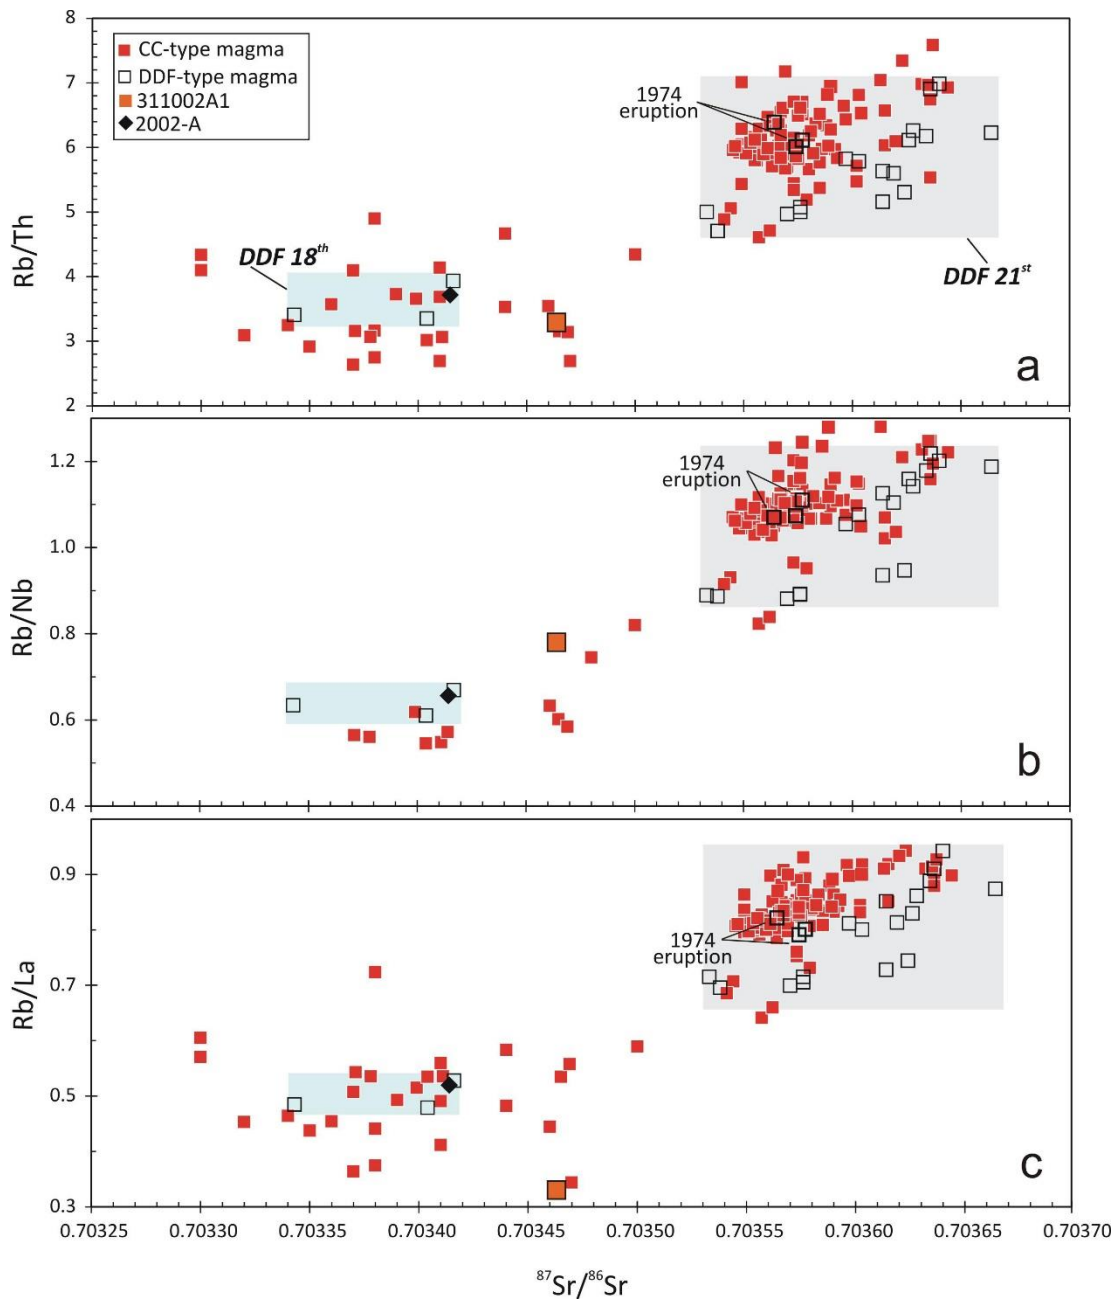 8
7
6
5
4
3
2
Rb/Th
CC-type magma
DDF-type magma
311002A1
2002-A
1974
eruption
DDF 18th
DDF 21st
a
1.2
1.0
0.8
0.6
0.4
Rb/Nb
1974
eruption
b
0.9
0.7
0.5
0.3
Rb/La
1974
eruption
c
0.70325 0.70330 0.70335 0.70340 0.70345 0.70350 0.70355 0.70360 0.70365 0.70370
87Sr/86Sr